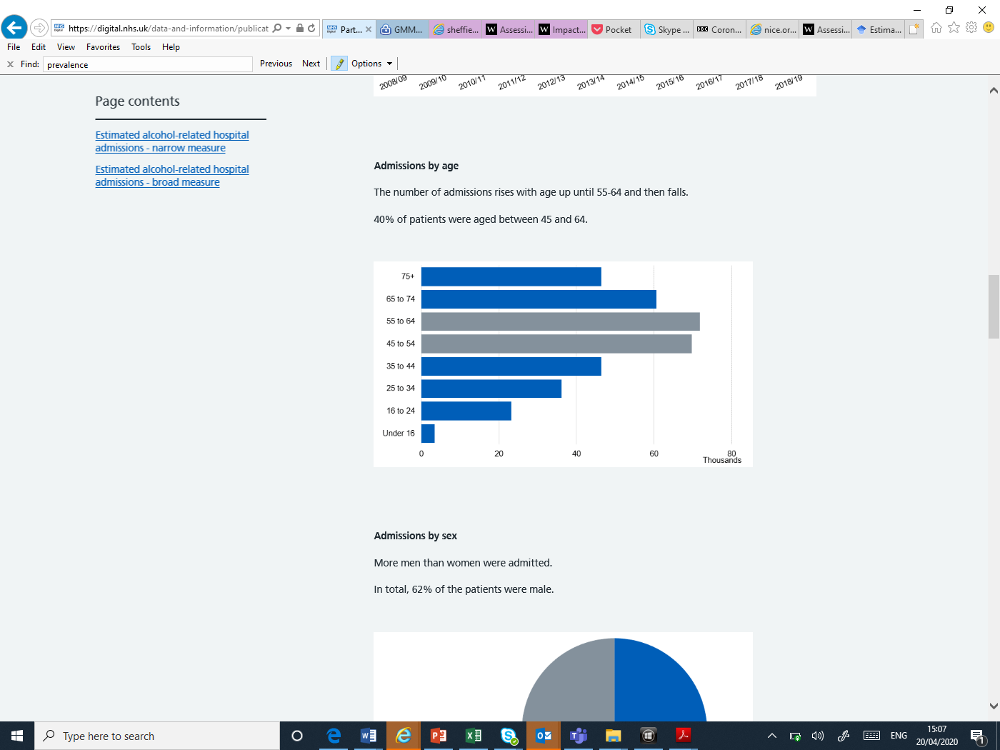 https://digital.nhs.uk/data-and-information/publicat
Part...
GMM...
sheffie...
Assessi...
Impact...
Pocket
Skype ...
BBC Coron...
nice.or...
Assessi...
Estima...
File Edit View Favorites Tools Help
Find: prevalence Previous Next Options
2008/09 2009/10 2010/11 2011/12 2012/13 2013/14 2014/15 2015/16 2016/17 2017/18 2018/19
Page contents
Estimated alcohol-related hospital
admissions - narrow measure
Estimated alcohol-related hospital
admissions - broad measure
Admissions by age
The number of admissions rises with age up until 55-64 and then falls.
40% of patients were aged between 45 and 64.
75+
65 to 74
55 to 64
45 to 54
35 to 44
25 to 34
16 to 24
Under 16
0 20 40 60 80
Thousands
Admissions by sex
More men than women were admitted.
In total, 62% of the patients were male.
Type here to search
ENG
15:07
20/04/2020
1